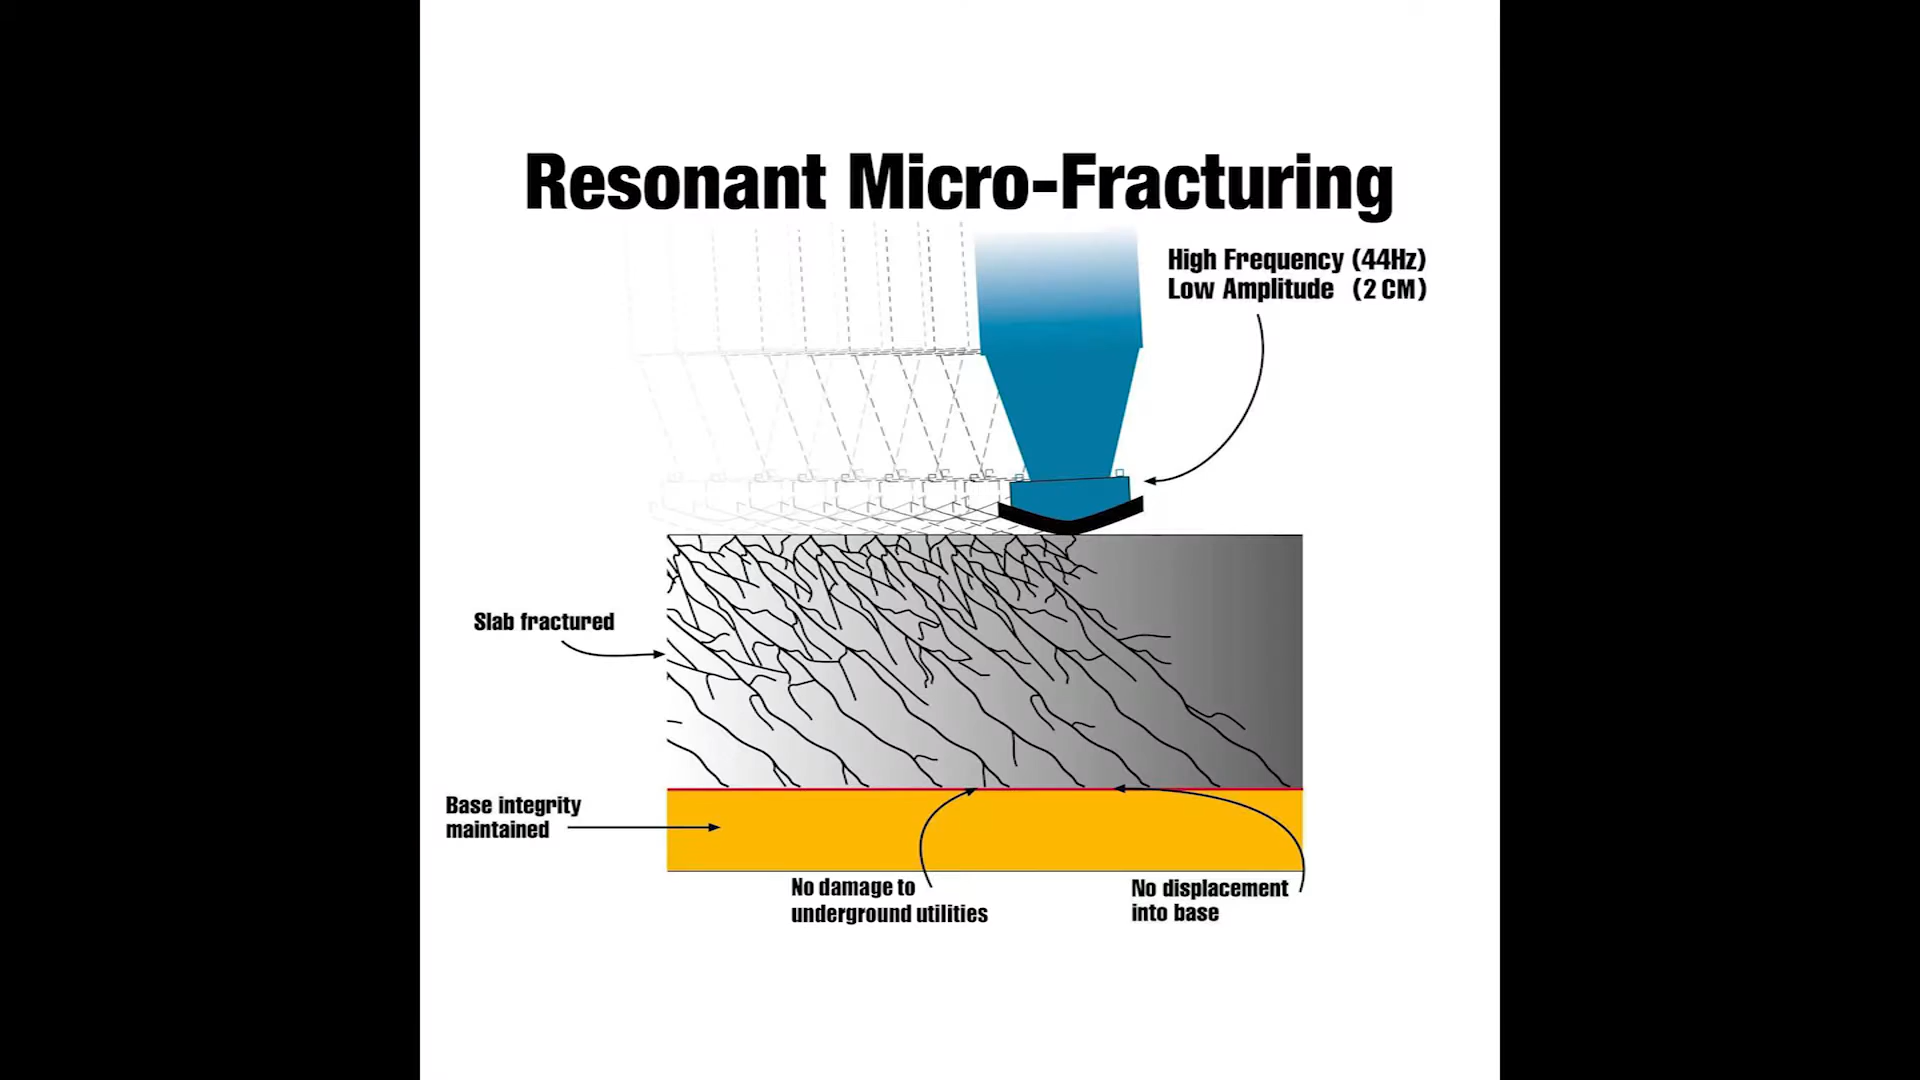 Resonant Micro-Fracturing
High Frequency (44Hz)
Low Amplitude (2 CM)
Slab fractured
Base integrity
maintained
No damage to
underground utilities
No displacement
into base